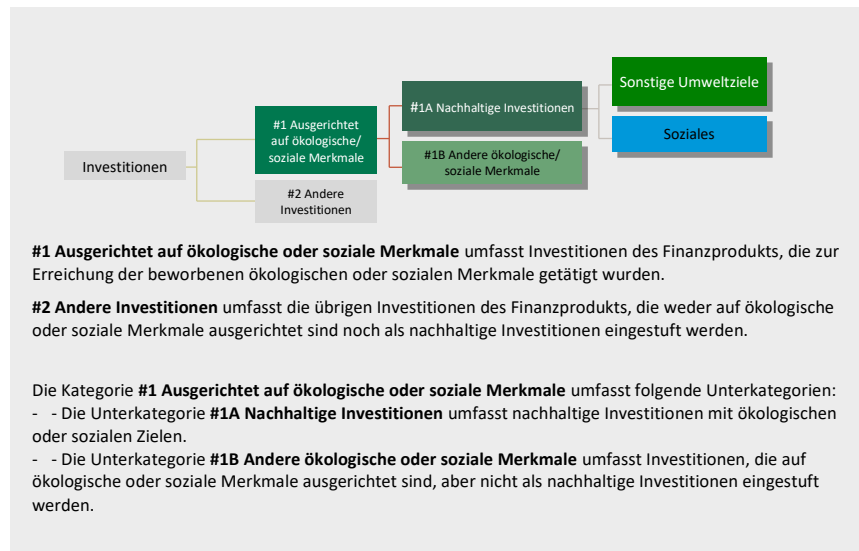 Sonstige Umweltziele
#1A Nachhaltige Investitionen
#1 Ausgerichtet
auf ökologische/
soziale Merkmale
Soziales
#1B Andere ökologische/
soziale Merkmale
Investitionen
#2 Andere
Investitionen
#1 Ausgerichtet auf ökologische oder soziale Merkmale umfasst Investitionen des Finanzprodukts, die zur
Erreichung der beworbenen ökologischen oder sozialen Merkmale getätigt wurden.
#2 Andere Investitionen umfasst die übrigen Investitionen des Finanzprodukts, die weder auf ökologische
oder soziale Merkmale ausgerichtet sind noch als nachhaltige Investitionen eingestuft werden.
Die Kategorie #1 Ausgerichtet auf ökologische oder soziale Merkmale umfasst folgende Unterkategorien:
- - Die Unterkategorie #1A Nachhaltige Investitionen umfasst nachhaltige Investitionen mit ökologischen
oder sozialen Zielen.
- - Die Unterkategorie #1B Andere ökologische oder soziale Merkmale umfasst Investitionen, die auf
ökologische oder soziale Merkmale ausgerichtet sind, aber nicht als nachhaltige Investitionen eingestuft
werden.